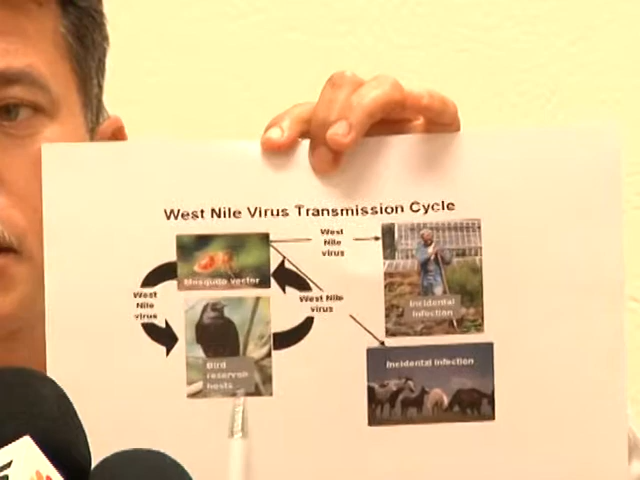 West Nile Virus Transmission Cycle
West
Nile
virus
Mosquito vector
West
Nile
virus
West Nile
virus
Incidental
infection
Bird
reservoir
hosts
Incidental infection